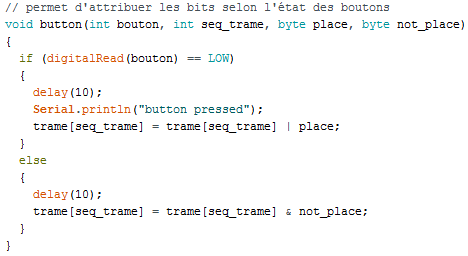 // permet d'attribuer les bits selon l'état des boutons
void button(int bouton, int seq_trame, byte place, byte not_place)
{
  if (digitalRead(bouton) == LOW)
  {
    delay(10);
    Serial.println("button pressed");
    trame[seq_trame] = trame[seq_trame] | place;
  }
  else
  {
    delay(10);
    trame[seq_trame] = trame[seq_trame] & not_place;
  }
}